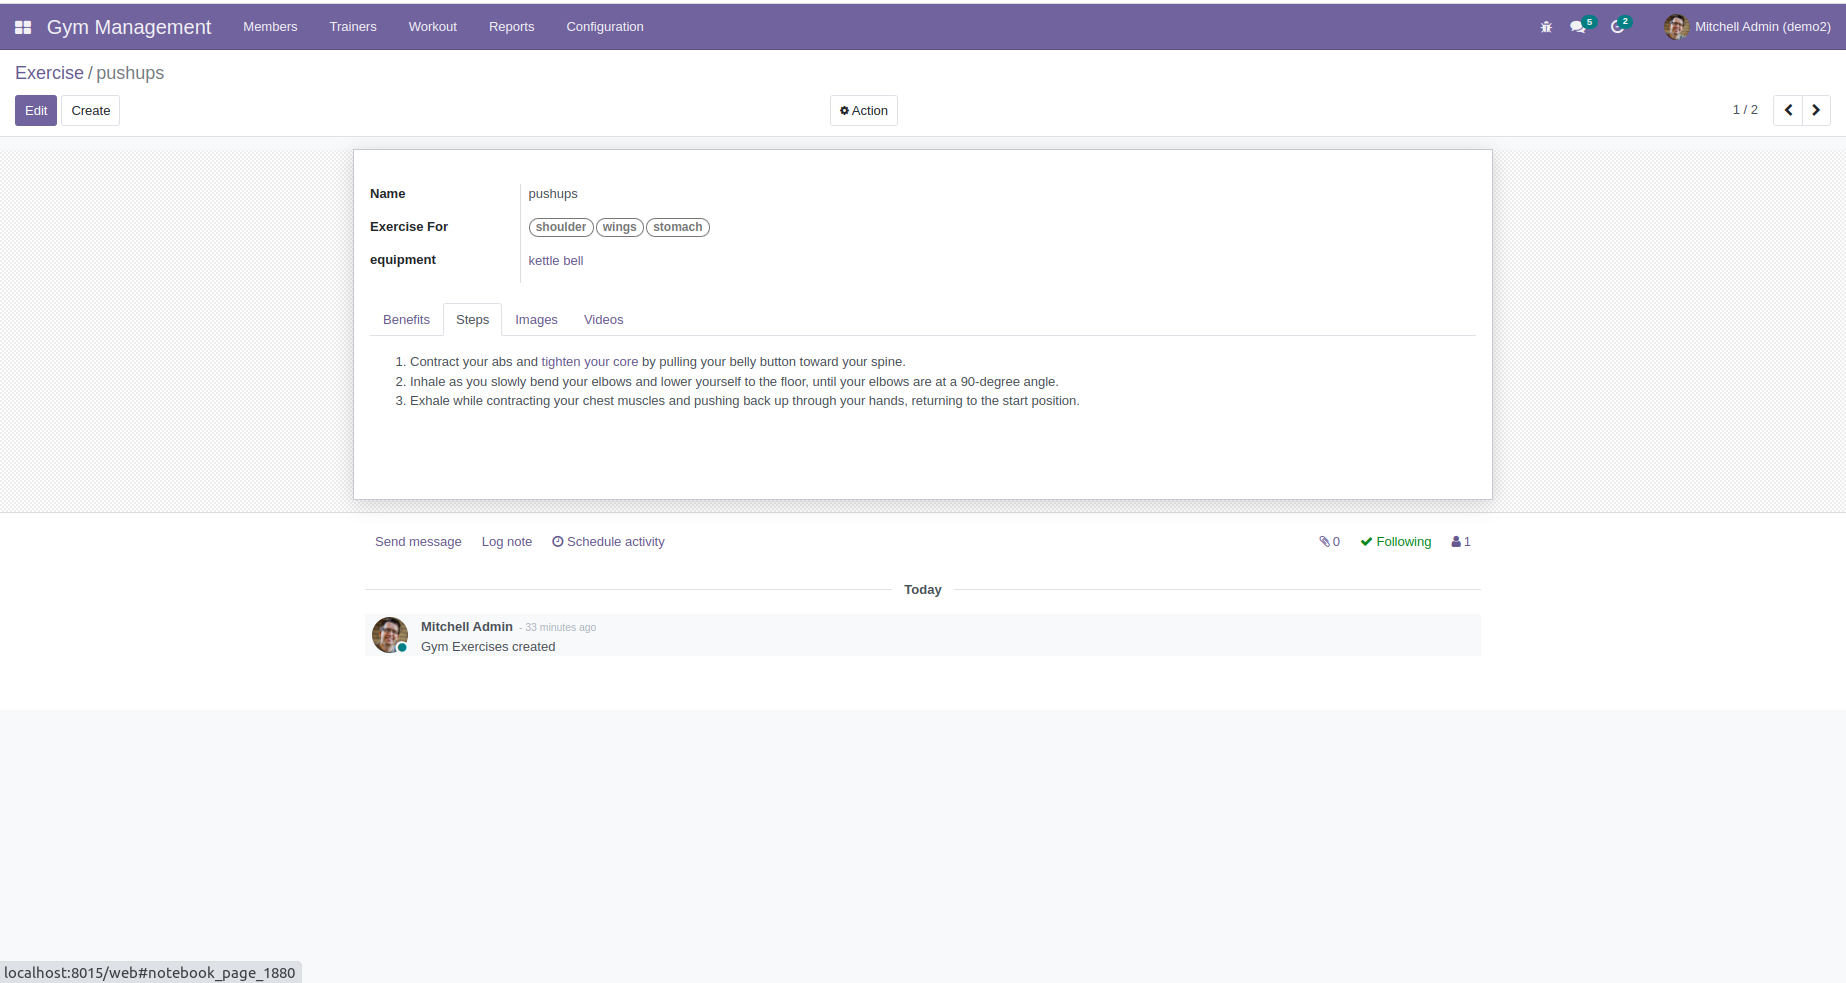 Gym Management Members Trainers Workout Reports Configuration 5 2 Mitchell Admin (demo2)
Exercise / pushups
Edit Create Action 1 / 2
Name pushups
Exercise For shoulder wings stomach
equipment kettle bell
Benefits Steps Images Videos
1. Contract your abs and tighten your core by pulling your belly button toward your spine.
2. Inhale as you slowly bend your elbows and lower yourself to the floor, until your elbows are at a 90-degree angle.
3. Exhale while contracting your chest muscles and pushing back up through your hands, returning to the start position.
Send message Log note Schedule activity 0 Following 1
Today
Mitchell Admin - 33 minutes ago
Gym Exercises created
localhost:8015/web#notebook_page_1880